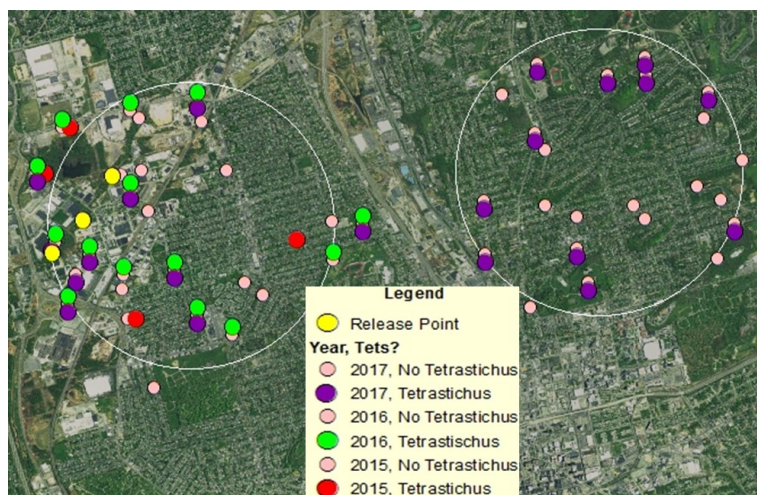 Legend
Release Point
Year, Tets?
2017, No Tetrastichus
2017, Tetrastichus
2016, No Tetrastichus
2016, Tetrastischus
2015, No Tetrastichus
2015, Tetrastichus